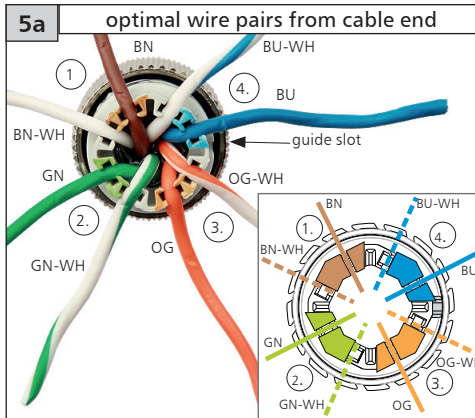 5a
optimal wire pairs from cable end
BN
BU-WH
1
4.
BU
BN-WH
guide slot
GN
OG-WH
2.
3.
OG
GN-WH
BN
BU-WH
1.
4.
BN-WH
BU
GN
OG-WH
2.
3.
GN-WH
OG